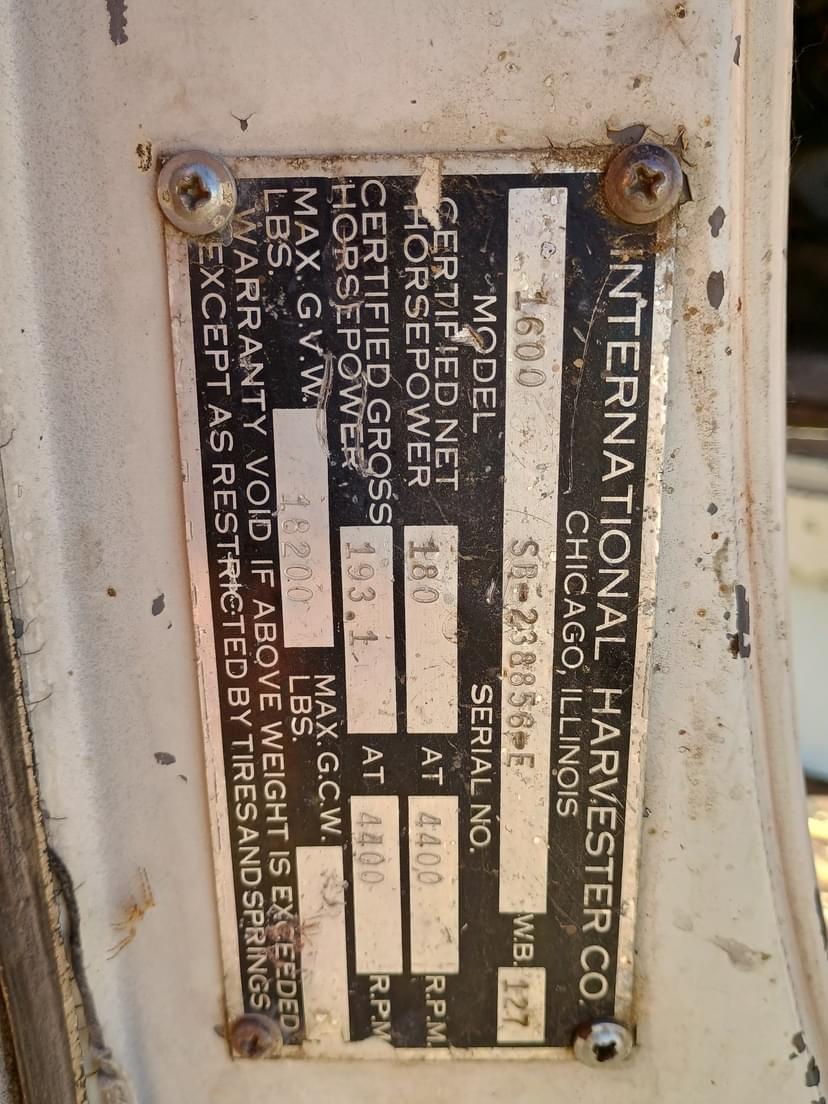 INTERNATIONAL HARVESTER CO.
CHICAGO, ILLINOIS
1600 SB-238856-E W.B. 127
MODEL SERIAL NO.
CERTIFIED NET
HORSEPOWER 180 AT 4400 R.P.M.
CERTIFIED GROSS
HORSEPOWER 193.1 AT 4400 R.P.M.
MAX. G.V.W. 18200 MAX. G.C.W.
LBS. LBS.
WARRANTY VOID IF ABOVE WEIGHT IS EXCEEDED
EXCEPT AS RESTRICTED BY TIRES AND SPRINGS